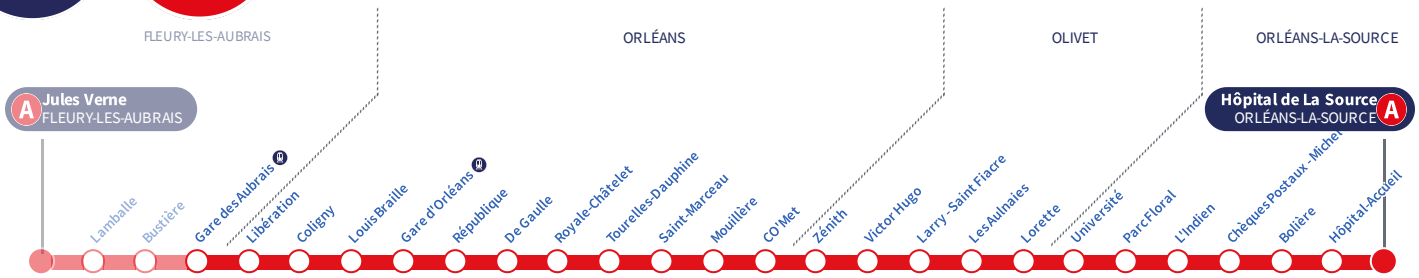 FLEURY-LES-AUBRAIS
ORLÉANS
OLIVET
ORLÉANS-LA-SOURCE
A
Jules Verne
FLEURY-LES-AUBRAIS
Hôpital de La Source
ORLÉANS-LA-SOURCE
A
Lamballe
Bustière
Gare des Aubrais
Libération
Coligny
Louis Braille
Gare d'Orléans
République
De Gaulle
Royale-Châtelet
Tourelles-Dauphine
Saint-Marceau
Mouillère
CO'Met
Zénith
Victor Hugo
Larry - Saint Fiacre
Les Aulnaies
Lorette
Université
Parc Floral
L'Indien
Chèques Postaux - Michel
Bolière
Hôpital-Accueil